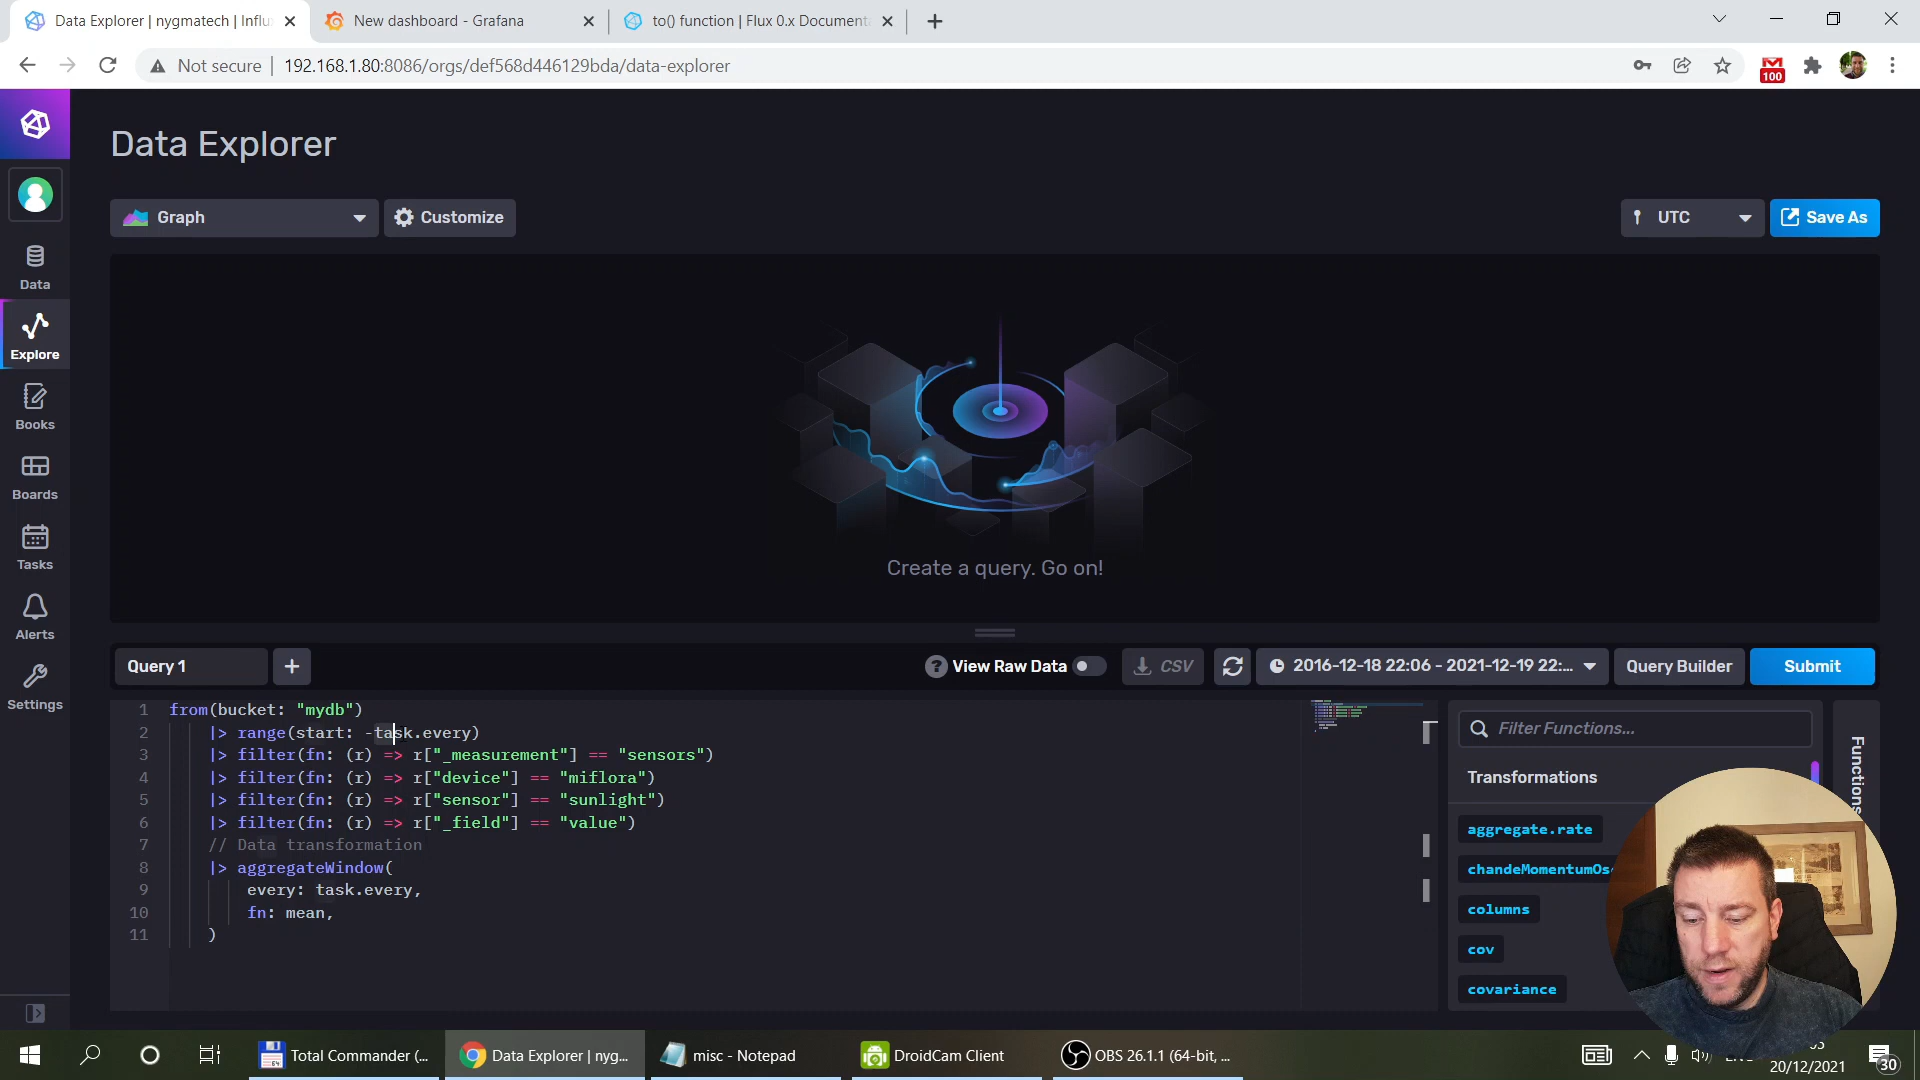 Data Explorer | nygmatech | Influ
New dashboard - Grafana
to() function | Flux 0.x Documenta
Not secure
192.168.1.80:8086/orgs/def568d446129bda/data-explorer
100
Data Explorer
Graph
Customize
UTC
Save As
Data
Explore
Books
Boards
Tasks
Alerts
Settings
Create a query. Go on!
Query 1
View Raw Data
CSV
2016-12-18 22:06 - 2021-12-19 22:...
Query Builder
Submit
1 from(bucket: "mydb")
2 |> range(start: -task.every)
3 |> filter(fn: (r) => r["_measurement"] == "sensors")
4 |> filter(fn: (r) => r["device"] == "miflora")
5 |> filter(fn: (r) => r["sensor"] == "sunlight")
6 |> filter(fn: (r) => r["_field"] == "value")
7 // Data transformation
8 |> aggregateWindow(
9 every: task.every,
10 fn: mean,
11 )
Filter Functions...
Transformations
aggregate.rate
chandeMomentumOs
columns
cov
covariance
Functions
Total Commander (...
Data Explorer | nyg...
misc - Notepad
DroidCam Client
OBS 26.1.1 (64-bit, ...
20/12/2021
30